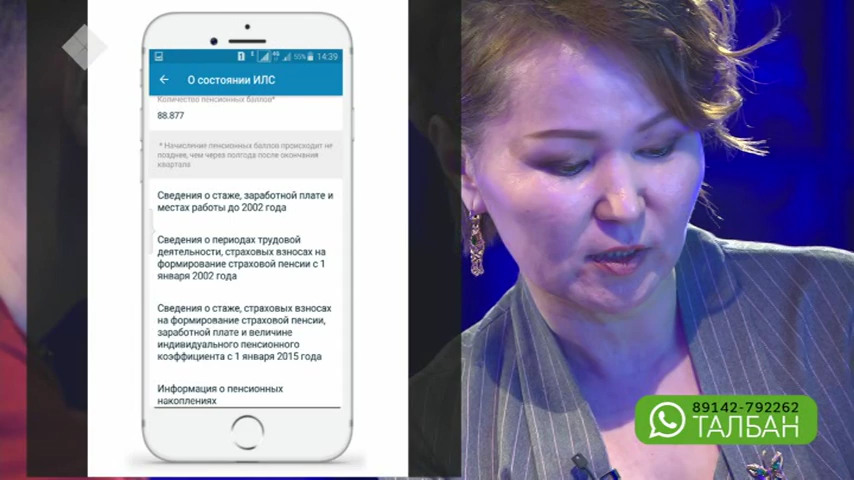 1 4G 55% 14:39
О состоянии ИЛС
Количество пенсионных баллов*
88.877
* Начисление пенсионных баллов происходит не
позднее, чем через полгода после окончания
квартала
Сведения о стаже, заработной плате и
местах работы до 2002 года
Сведения о периодах трудовой
деятельности, страховых взносах на
формирование страховой пенсии с 1
января 2002 года
Сведения о стаже, страховых взносах
на формирование страховой пенсии,
заработной плате и величине
индивидуального пенсионного
коэффициента с 1 января 2015 года
Информация о пенсионных
накоплениях
89142-792262
ТАЛБАН